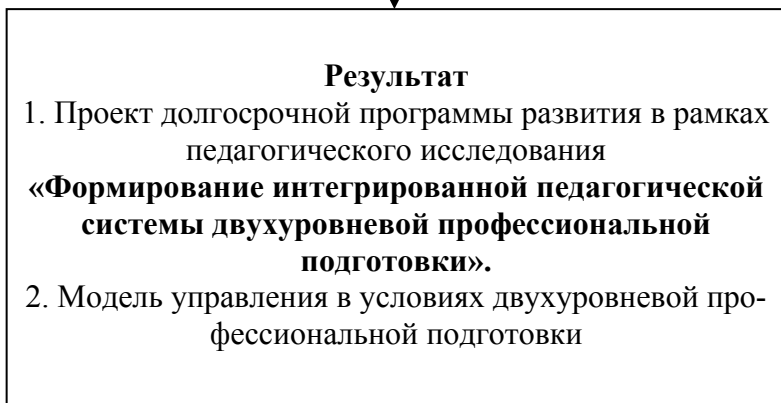 Результат
1. Проект долгосрочной программы развития в рамках
педагогического исследования
«Формирование интегрированной педагогической
системы двухуровневой профессиональной
подготовки».
2. Модель управления в условиях двухуровневой про-
фессиональной подготовки